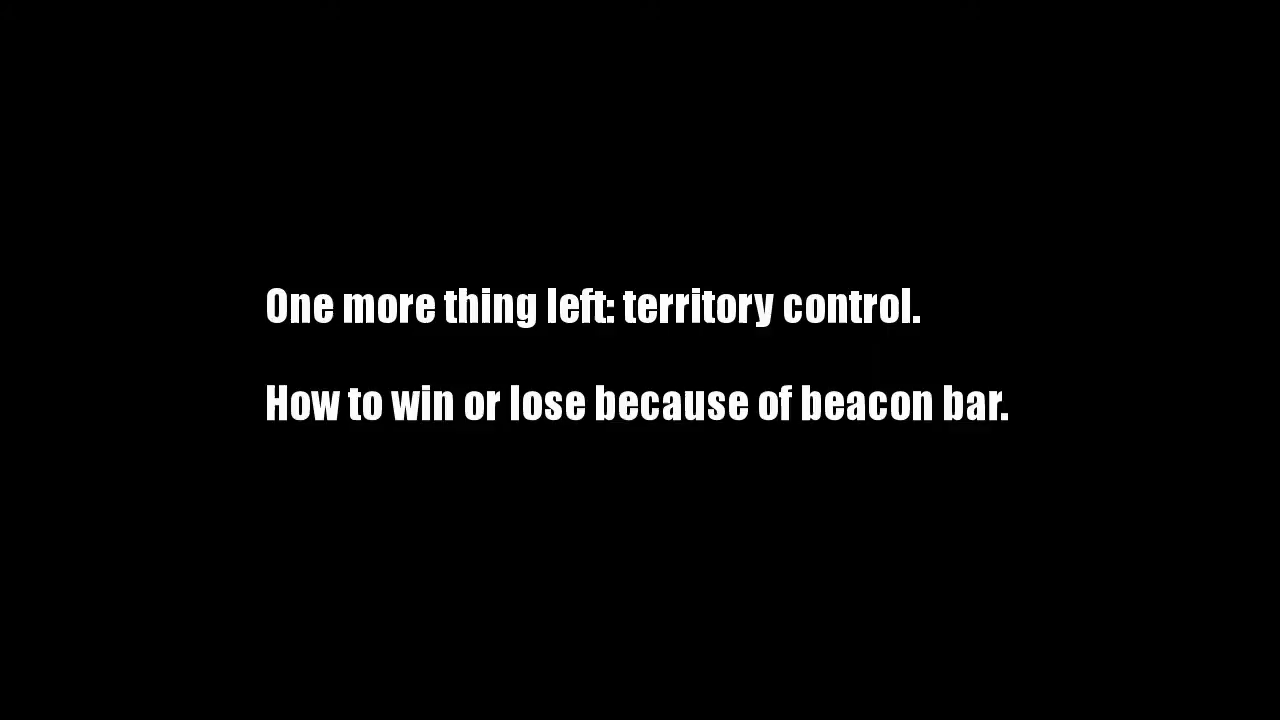 One more thing left: territory control.
How to win or lose because of beacon bar.